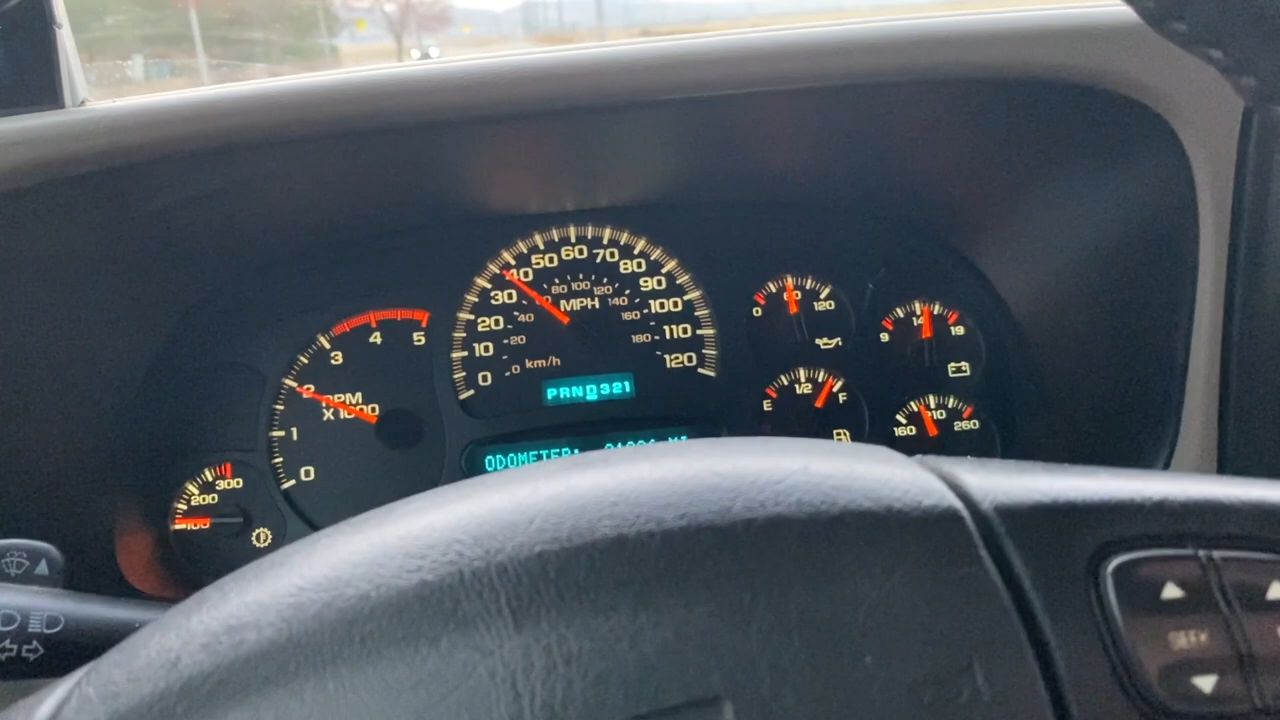 0 10 20 30 40 50 60 70 80 90 100 110 120
MPH
0 20 40 80 100 120 140 160 180
km/h
PRND321
ODOMETER: MI
0 1 2 3 4 5
RPM
X1000
100 200 300
0 60 120
9 14 19
E 1/2 F
160 210 260
SEEK